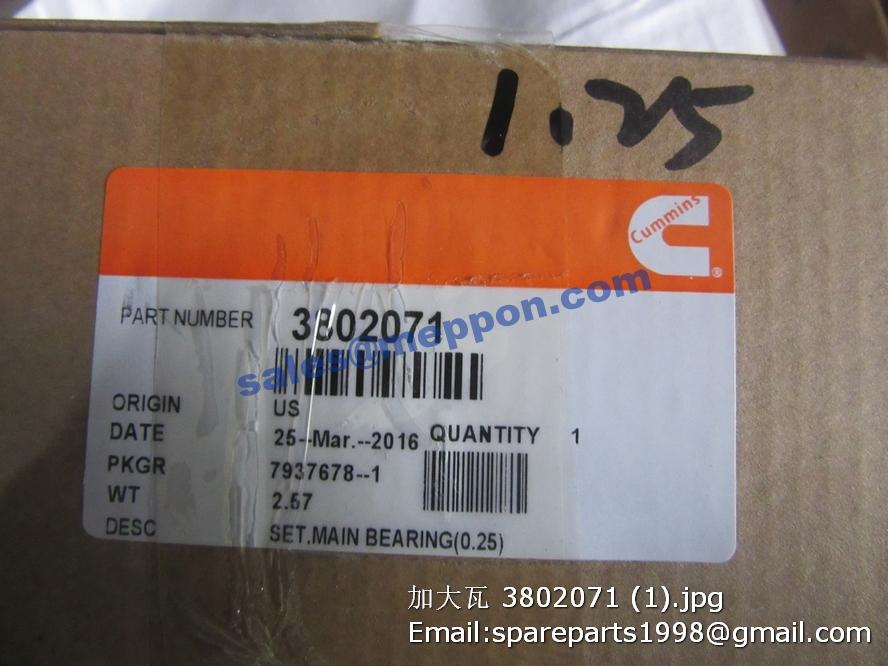 1.25
Cummins
®
PART NUMBER 3802071
sales@meppon.com
ORIGIN US
DATE 25--Mar.--2016 QUANTITY 1
PKGR 7937678--1
WT 2.57
DESC SET.MAIN BEARING(0.25)
加大瓦 3802071 (1).jpg
Email:spareparts1998@gmail.com